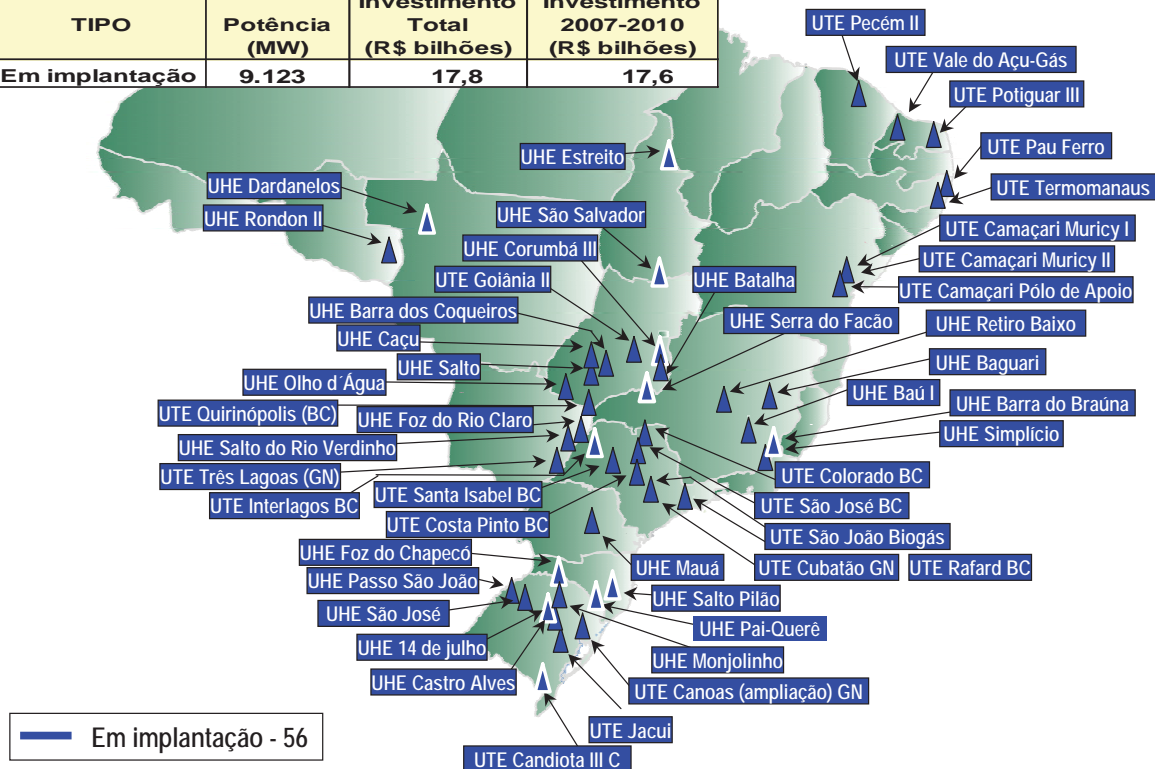 TIPO
Potência
(MW)
Investimento
Total
(R$ bilhões)
Investimento
2007-2010
(R$ bilhões)
Em implantação 9.123 17,8 17,6
UTE Pecém II
UTE Vale do Açu-Gás
UTE Potiguar III
UTE Pau Ferro
UTE Termomanaus
UHE Estreito
UHE Dardanelos
UHE Rondon II
UHE São Salvador
UHE Corumbá III
UTE Goiânia II
UHE Batalha
UTE Camaçari Muricy I
UTE Camaçari Muricy II
UTE Camaçari Pólo de Apoio
UHE Barra dos Coqueiros
UHE Serra do Facão
UHE Retiro Baixo
UHE Caçu
UHE Salto
UHE Baguari
UHE Olho d´Água
UHE Baú I
UHE Barra do Braúna
UTE Quirinópolis (BC)
UHE Foz do Rio Claro
UHE Simplício
UHE Salto do Rio Verdinho
UTE Três Lagoas (GN)
UTE Colorado BC
UTE Interlagos BC
UTE Santa Isabel BC
UTE São José BC
UTE Costa Pinto BC
UTE São João Biogás
UHE Foz do Chapecó
UHE Mauá
UTE Cubatão GN
UTE Rafard BC
UHE Passo São João
UHE Salto Pilão
UHE São José
UHE Pai-Querê
UHE 14 de julho
UHE Monjolinho
UHE Castro Alves
UTE Canoas (ampliação) GN
UTE Jacui
UTE Candiota III C
Em implantação - 56